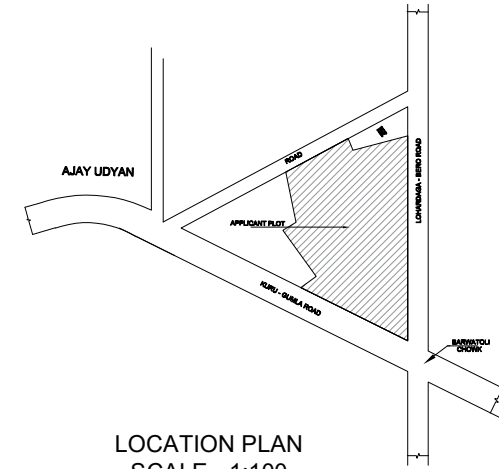 AJAY UDYAN
ROAD
LOHARDAGA - BERO ROAD
APPLICANT PLOT
KURU - GUMLA ROAD
BARWATOLI
CHOWK
LOCATION PLAN
SCALE - 1:100